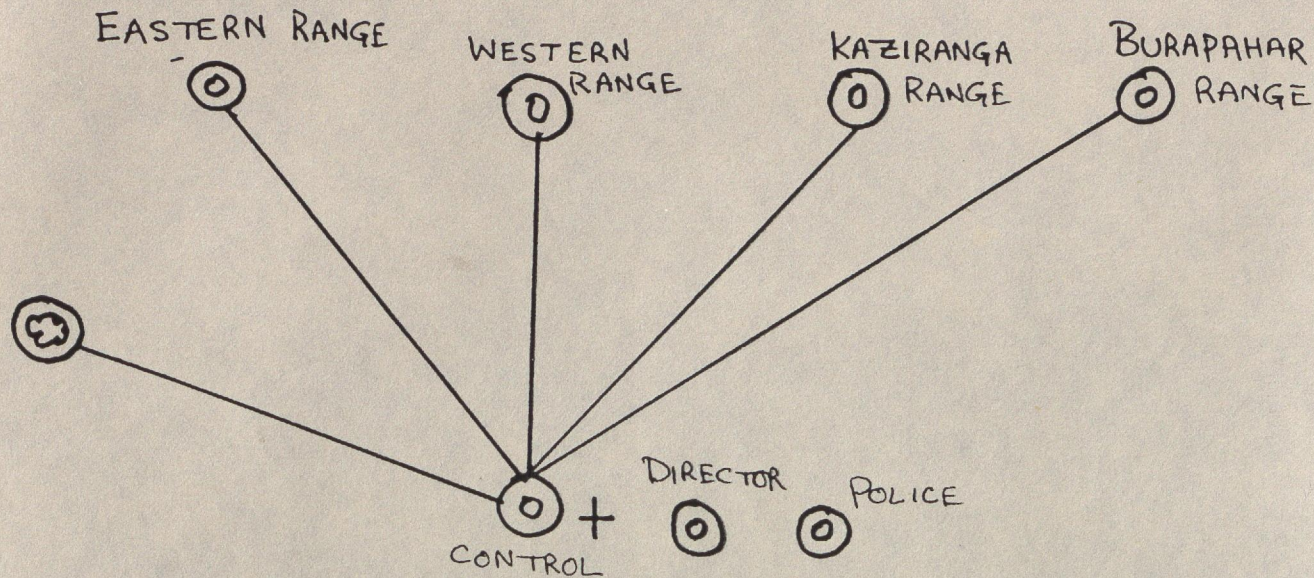 EASTERN RANGE
WESTERN
RANGE
KAZIRANGA
RANGE
BURAPAHAR
RANGE
DIRECTOR
POLICE
+
CONTROL